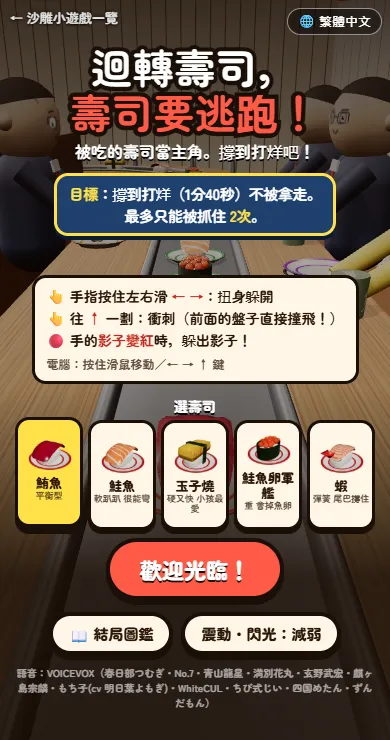 ← 沙雕小遊戲一覽
🌐 繁體中文
迴轉壽司，
壽司要逃跑！
被吃的壽司當主角。撐到打烊吧！
目標：撐到打烊（1分40秒）不被拿走。
最多只能被抓住 2次。
👆 手指按住左右滑 ← →：扭身躲開
👆 往 ↑ 一劃：衝刺（前面的盤子直接撞飛！）
🔴 手的影子變紅時，躲出影子！
電腦：按住滑鼠移動／← → ↑ 鍵
選壽司
鮪魚
平衡型
鮭魚
軟趴趴 很能彎
玉子燒
硬又快 小孩最
愛
鮭魚卵軍
艦
重 會掉魚卵
蝦
彈簧 尾巴撐住
歡迎光臨！
📖 結局圖鑑
震動・閃光：減弱
語音：VOICEVOX（春日部つむぎ・No.7・青山龍星・満別花丸・玄野武宏・麒ヶ
島宗麟・もち子(cv 明日葉よもぎ)・WhiteCUL・ちび式じい・四国めたん・ずん
だもん）